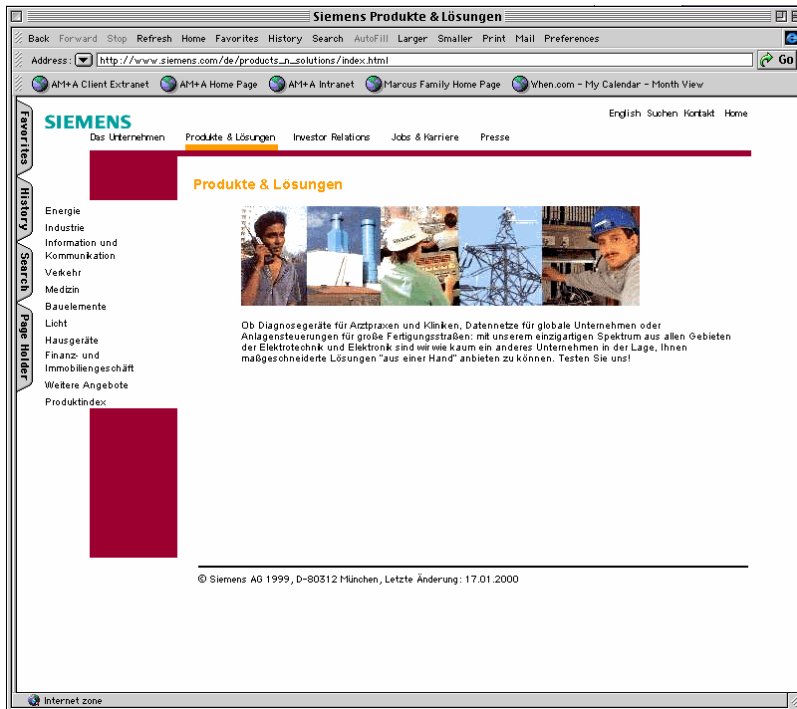 Siemens Produkte & Lösungen
Back Forward Stop Refresh Home Favorites History Search AutoFill Larger Smaller Print Mail Preferences
Address: http://www.siemens.com/de/products_n_solutions/index.html Go
AM+A Client Extranet AM+A Home Page AM+A Intranet Marcus Family Home Page When.com - My Calendar - Month View
Favorites
History
Search
Page Holder
English Suchen Kontakt Home
SIEMENS
Das Unternehmen Produkte & Lösungen Investor Relations Jobs & Karriere Presse
Produkte & Lösungen
Energie
Industrie
Information und
Kommunikation
Verkehr
Medizin
Bauelemente
Licht
Hausgeräte
Finanz- und
Immobiliengeschäft
Weitere Angebote
Produktindex
Ob Diagnosegeräte für Arztpraxen und Kliniken, Datennetze für globale Unternehmen oder
Anlagensteuerungen für große Fertigungsstraßen: mit unserem einzigartigen Spektrum aus allen Gebieten
der Elektrotechnik und Elektronik sind wir wie kaum ein anderes Unternehmen in der Lage, Ihnen
maßgeschneiderte Lösungen "aus einer Hand" anbieten zu können. Testen Sie uns!
© Siemens AG 1999, D-80312 München, Letzte Änderung: 17.01.2000
Internet zone